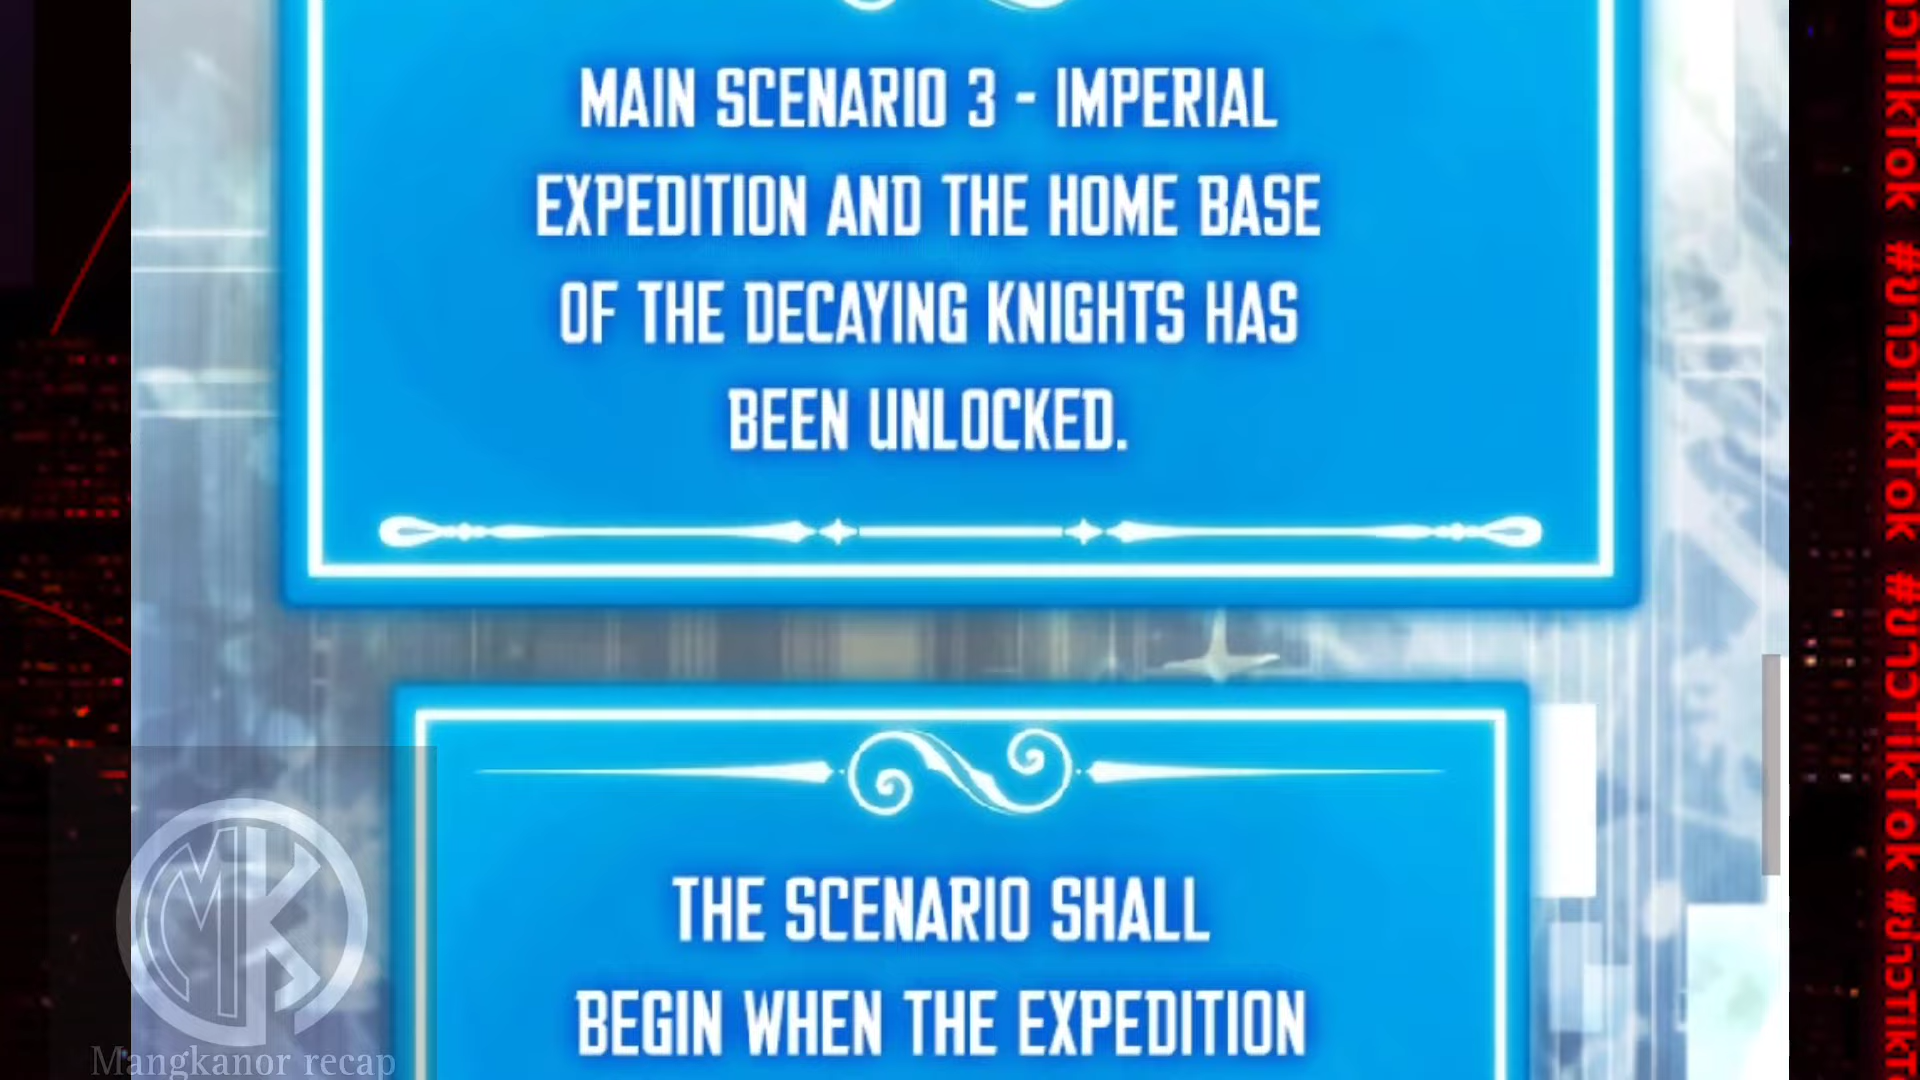 MAIN SCENARIO 3 - IMPERIAL
EXPEDITION AND THE HOME BASE
OF THE DECAYING KNIGHTS HAS
BEEN UNLOCKED.
THE SCENARIO SHALL
BEGIN WHEN THE EXPEDITION
MK
Mangkanor recap